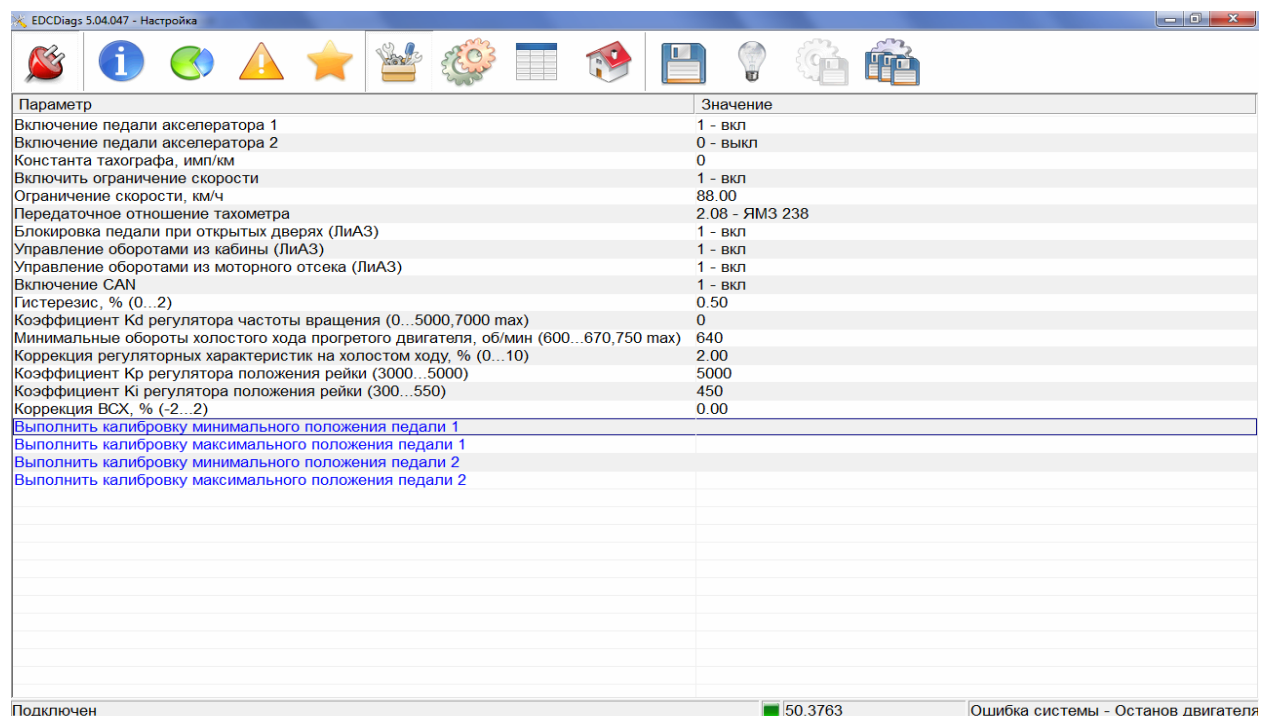 EDCDiags 5.04.047 - Настройка
Параметр Значение
Включение педали акселератора 1 1 - вкл
Включение педали акселератора 2 0 - выкл
Константа тахографа, имп/км 0
Включить ограничение скорости 1 - вкл
Ограничение скорости, км/ч 88.00
Передаточное отношение тахометра 2.08 - ЯМЗ 238
Блокировка педали при открытых дверях (ЛиАЗ) 1 - вкл
Управление оборотами из кабины (ЛиАЗ) 1 - вкл
Управление оборотами из моторного отсека (ЛиАЗ) 1 - вкл
Включение CAN 1 - вкл
Гистерезис, % (0...2) 0.50
Коэффициент Kd регулятора частоты вращения (0...5000,7000 max) 0
Минимальные обороты холостого хода прогретого двигателя, об/мин (600...670,750 max) 640
Коррекция регуляторных характеристик на холостом ходу, % (0...10) 2.00
Коэффициент Kp регулятора положения рейки (3000...5000) 5000
Коэффициент Ki регулятора положения рейки (300...550) 450
Коррекция ВСХ, % (-2...2) 0.00
Выполнить калибровку минимального положения педали 1
Выполнить калибровку максимального положения педали 1
Выполнить калибровку минимального положения педали 2
Выполнить калибровку максимального положения педали 2
Подключен 50.3763 Ошибка системы - Останов двигателя